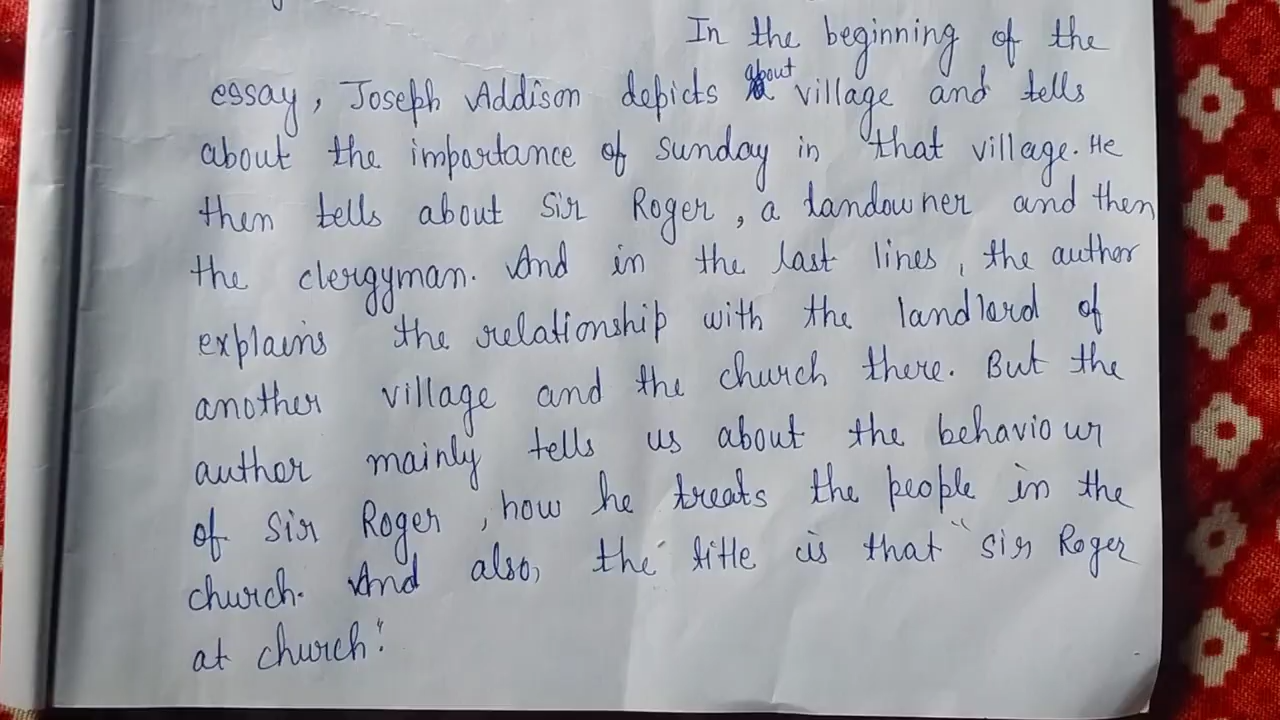 In the beginning of the
essay, Joseph Addison depicts about village and tells
about the importance of sunday in that village. He
then tells about Sir Roger, a landowner and then
the clergyman. And in the last lines, the author
explains the relationship with the landlord of
another village and the church there. But the
author mainly tells us about the behaviour
of Sir Roger, how he treats the people in the
church. And also, the title is that "Sir Roger
at church."